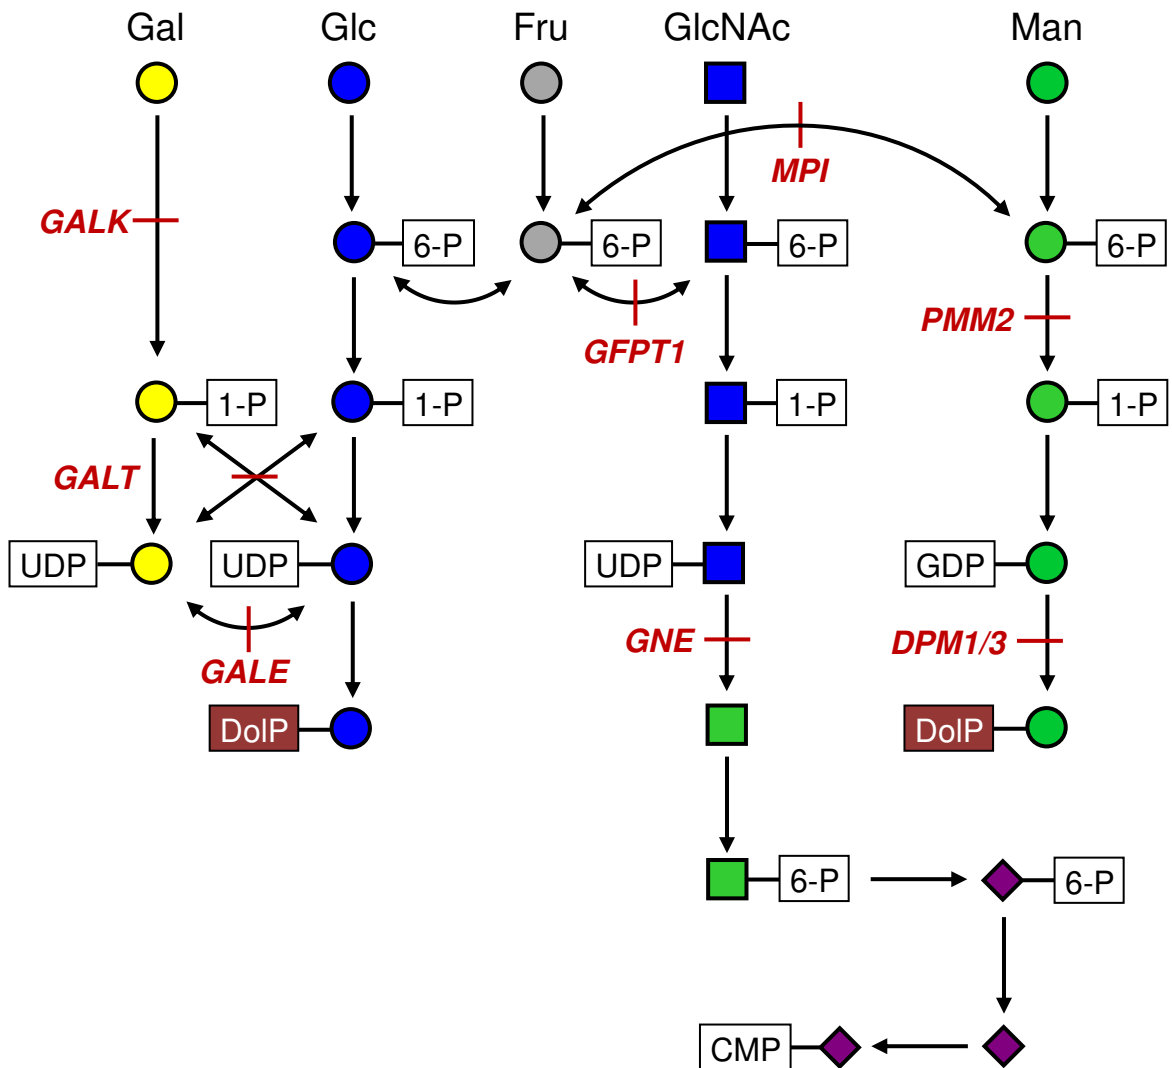 Gal Glc Fru GlcNAc Man
MPI
GALK
6-P 6-P 6-P 6-P
PMM2
GFPT1
1-P 1-P 1-P 1-P
GALT
UDP UDP UDP GDP
GNE DPM1/3
GALE
DolP DolP
6-P 6-P
CMP